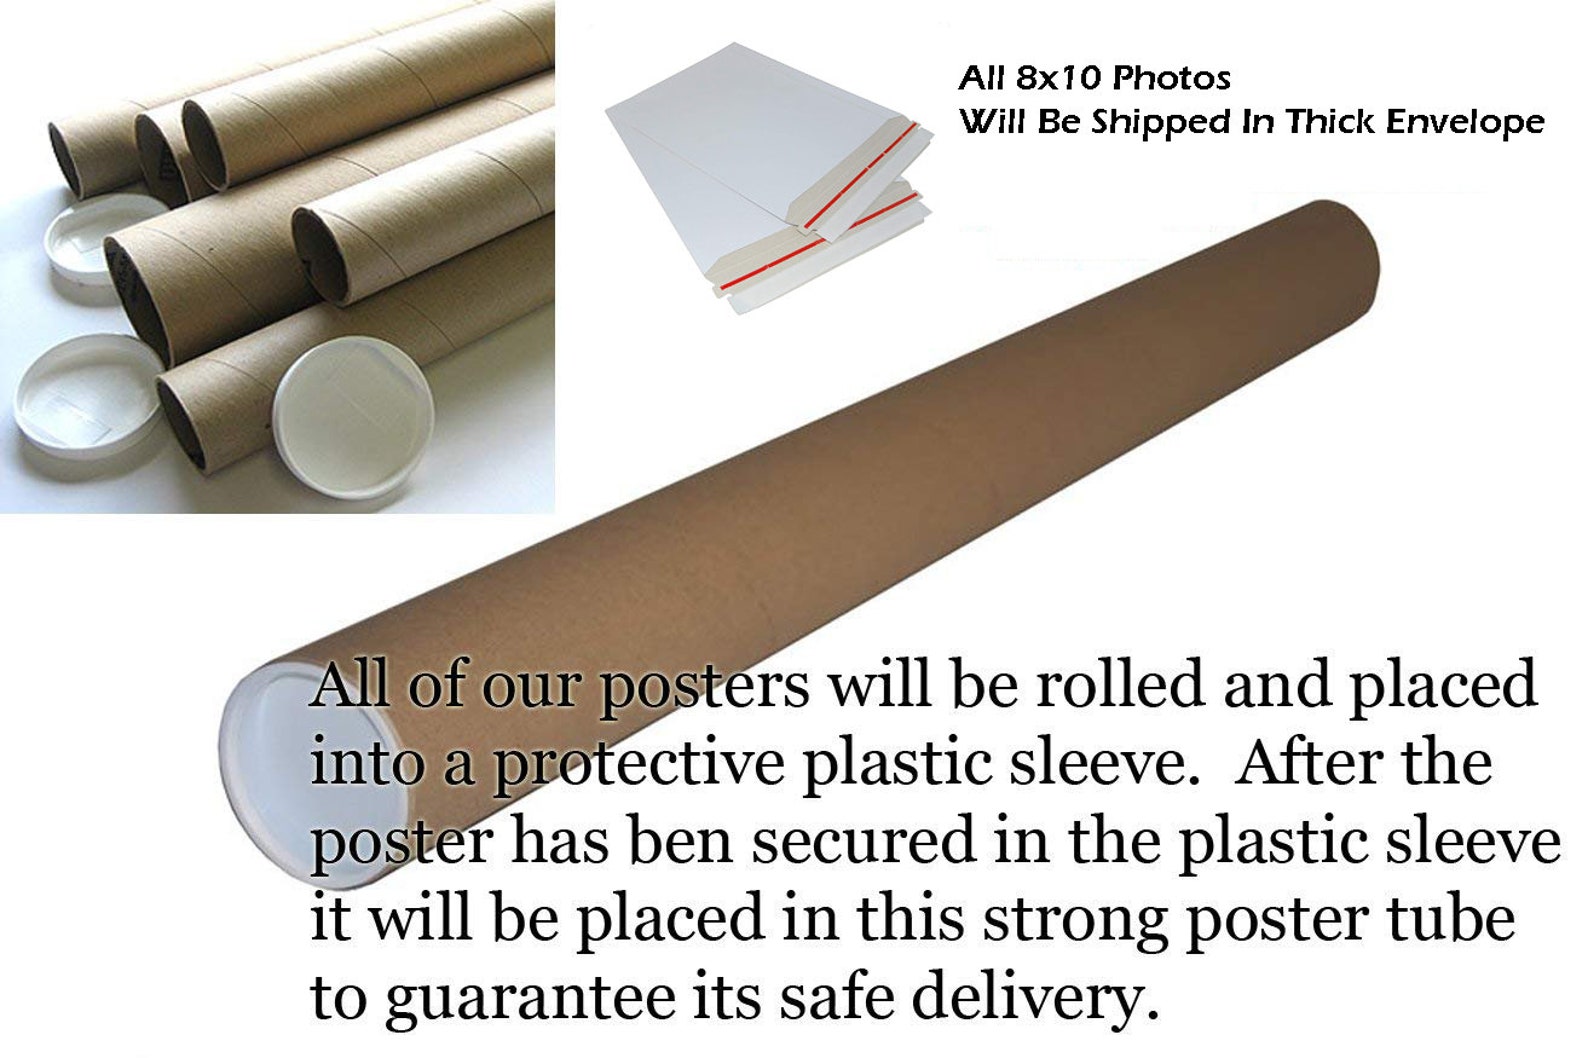 All 8x10 Photos
Will Be Shipped In Thick Envelope
All of our posters will be rolled and placed
into a protective plastic sleeve.  After the
poster has ben secured in the plastic sleeve
it will be placed in this strong poster tube
to guarantee its safe delivery.